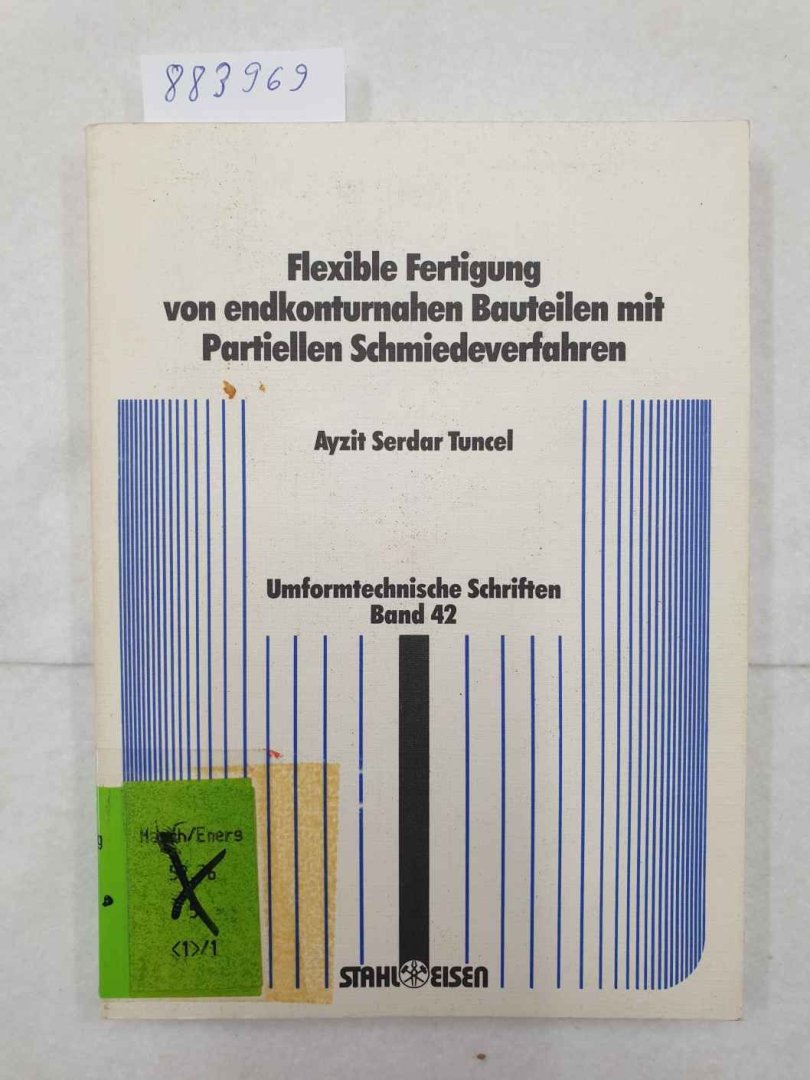 883969
Flexible Fertigung
von endkonturnahen Bauteilen mit
Partiellen Schmiedeverfahren
Ayzit Serdar Tuncel
Umformtechnische Schriften
Band 42
g
/Energ
<1>/1
STAHL EISEN